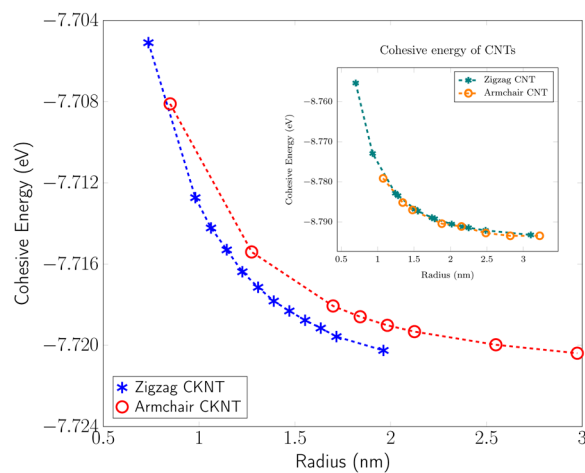 −7.704
−7.708
−7.712
−7.716
−7.720
−7.724
Cohesive Energy (eV)
0.5 1 1.5 2 2.5 3
Radius (nm)
Zigzag CKNT
Armchair CKNT
Cohesive energy of CNTs
Zigzag CNT
Armchair CNT
−8.760
−8.770
−8.780
−8.790
Cohesive Energy (eV)
0.5 1 1.5 2 2.5 3
Radius (nm)